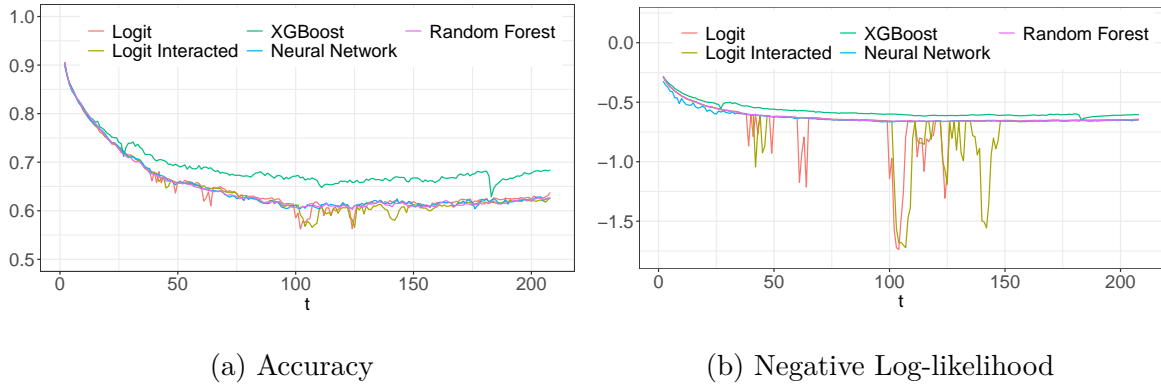 Logit XGBoost Random Forest
Logit Interacted Neural Network
1.0
0.9
0.8
0.7
0.6
0.5
0 50 100 150 200
t
(a) Accuracy
Logit XGBoost Random Forest
Logit Interacted Neural Network
0.0
−0.5
−1.0
−1.5
0 50 100 150 200
t
(b) Negative Log-likelihood